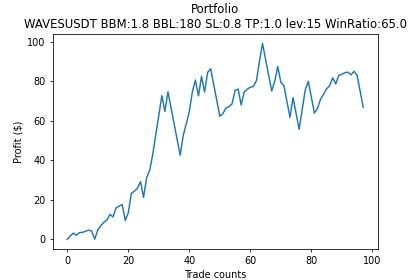 Portfolio
WAVESUSDT BBM:1.8 BBL:180 SL:0.8 TP:1.0 lev:15 WinRatio:65.0
100
80
60
40
20
0
Profit ($)
0 20 40 60 80 100
Trade counts